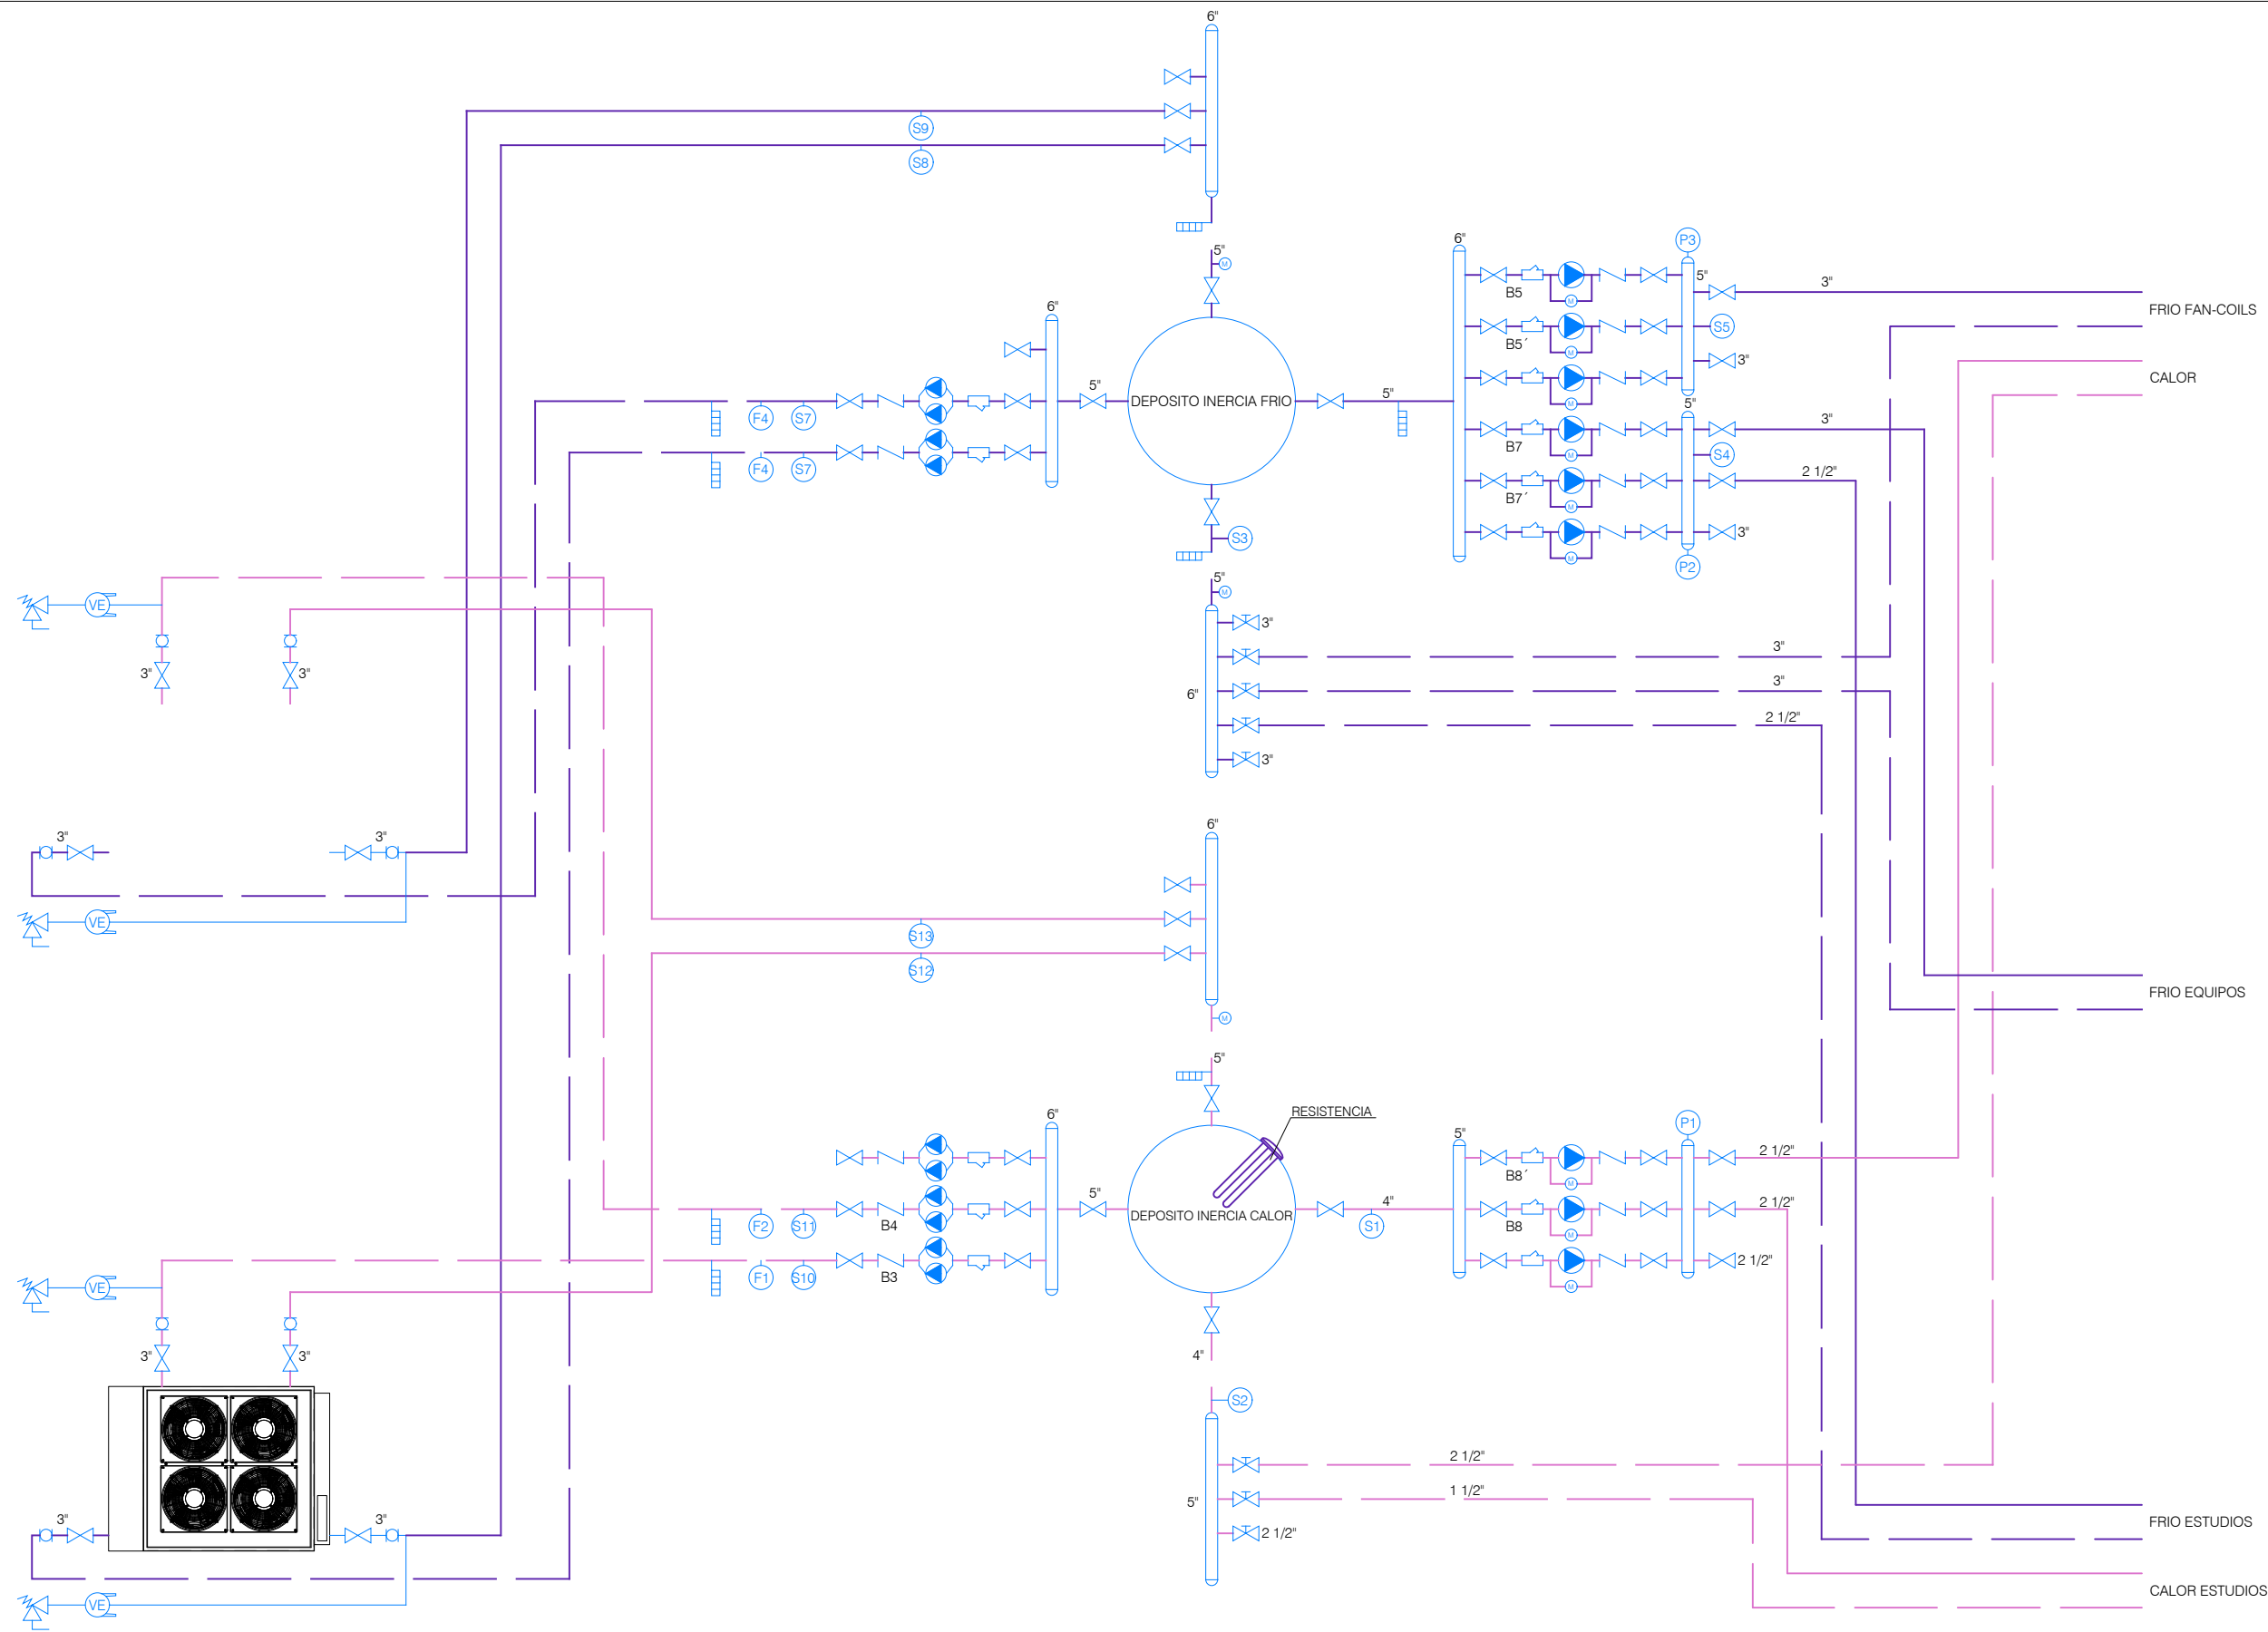 6"
S9
S8
5"
M
P3
6"
5"
3"
B5
M
FRIO FAN-COILS
6"
S5
B5´
M
3"
CALOR
5"
DEPOSITO INERCIA FRIO
5"
M
5"
F4
S7
3"
B7
M
S4
F4
S7
2 1/2"
B7´
M
3"
S3
M
P2
5"
M
VE
3"
3"
3"
3"
3"
6"
2 1/2"
3"
6"
3"
3"
VE
S13
S12
FRIO EQUIPOS
M
5"
RESISTENCIA
6"
P1
5"
2 1/2"
B8´
M
5"
4"
2 1/2"
DEPOSITO INERCIA CALOR
F2
S11
B4
S1
B8
M
2 1/2"
F1
S10
B3
M
VE
3"
3"
4"
S2
2 1/2"
1 1/2"
5"
3"
3"
2 1/2"
FRIO ESTUDIOS
CALOR ESTUDIOS
VE